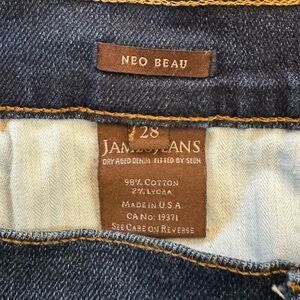 NEO BEAU
28
JAMES JEANS
DRY AGED DENIM FITTED BY SEUN
98% COTTON
2% LYCRA
MADE IN U.S.A
CA NO: 19371
SEE CARE ON REVERSE